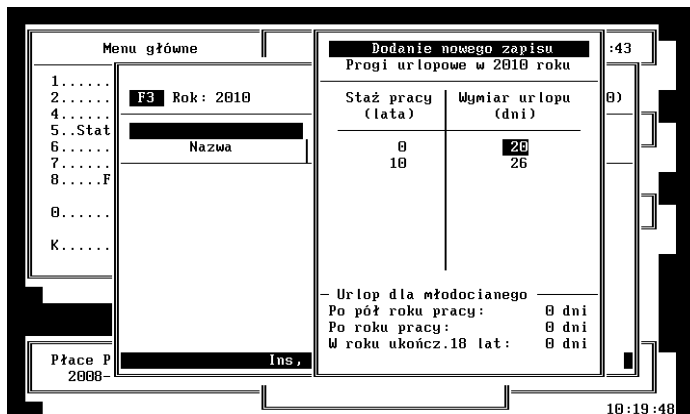 Menu główne
1......
2......
4......
5..Stat
6......
7......
8.....F
0......
K......
Płace P
2008-
F3 Rok: 2010
Nazwa
Ins,
Dodanie nowego zapisu
Progi urlopowe w 2010 roku
Staż pracy Wymiar urlopu
(lata) (dni)
0 20
10 26
Urlop dla młodocianego
Po pół roku pracy: 0 dni
Po roku pracy: 0 dni
W roku ukończ.18 lat: 0 dni
:43
0)
10:19:48